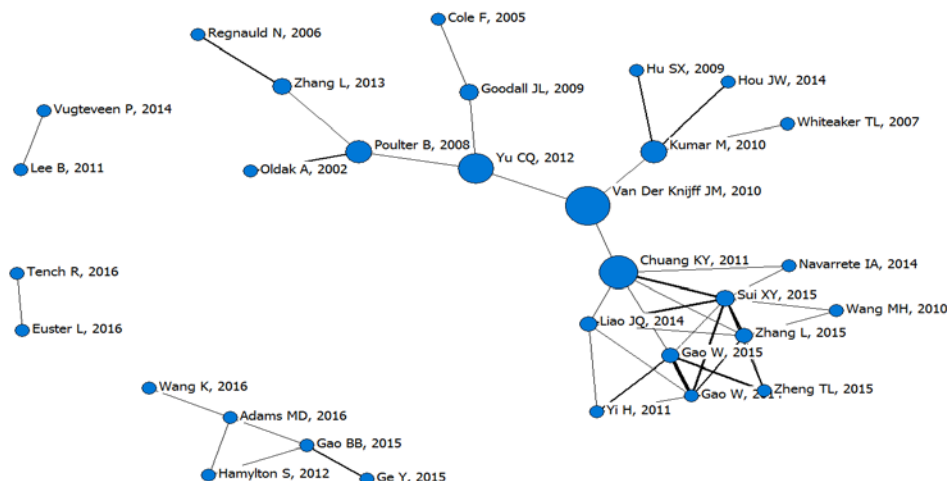 Cole F, 2005
Regnauld N, 2006
Hu SX, 2009
Hou JW, 2014
Zhang L, 2013
Goodall JL, 2009
Vugteveen P, 2014
Whiteaker TL, 2007
Poulter B, 2008
Kumar M, 2010
Yu CQ, 2012
Lee B, 2011
Oldak A, 2002
Van Der Knijff JM, 2010
Chuang KY, 2011
Navarrete IA, 2014
Tench R, 2016
Sui XY, 2015
Wang MH, 2010
Liao JQ, 2014
Euster L, 2016
Zhang L, 2015
Gao W, 2015
Wang K, 2016
Zheng TL, 2015
Gao W,
Yi H, 2011
Adams MD, 2016
Gao BB, 2015
Hamylton S, 2012
Ge Y, 2015